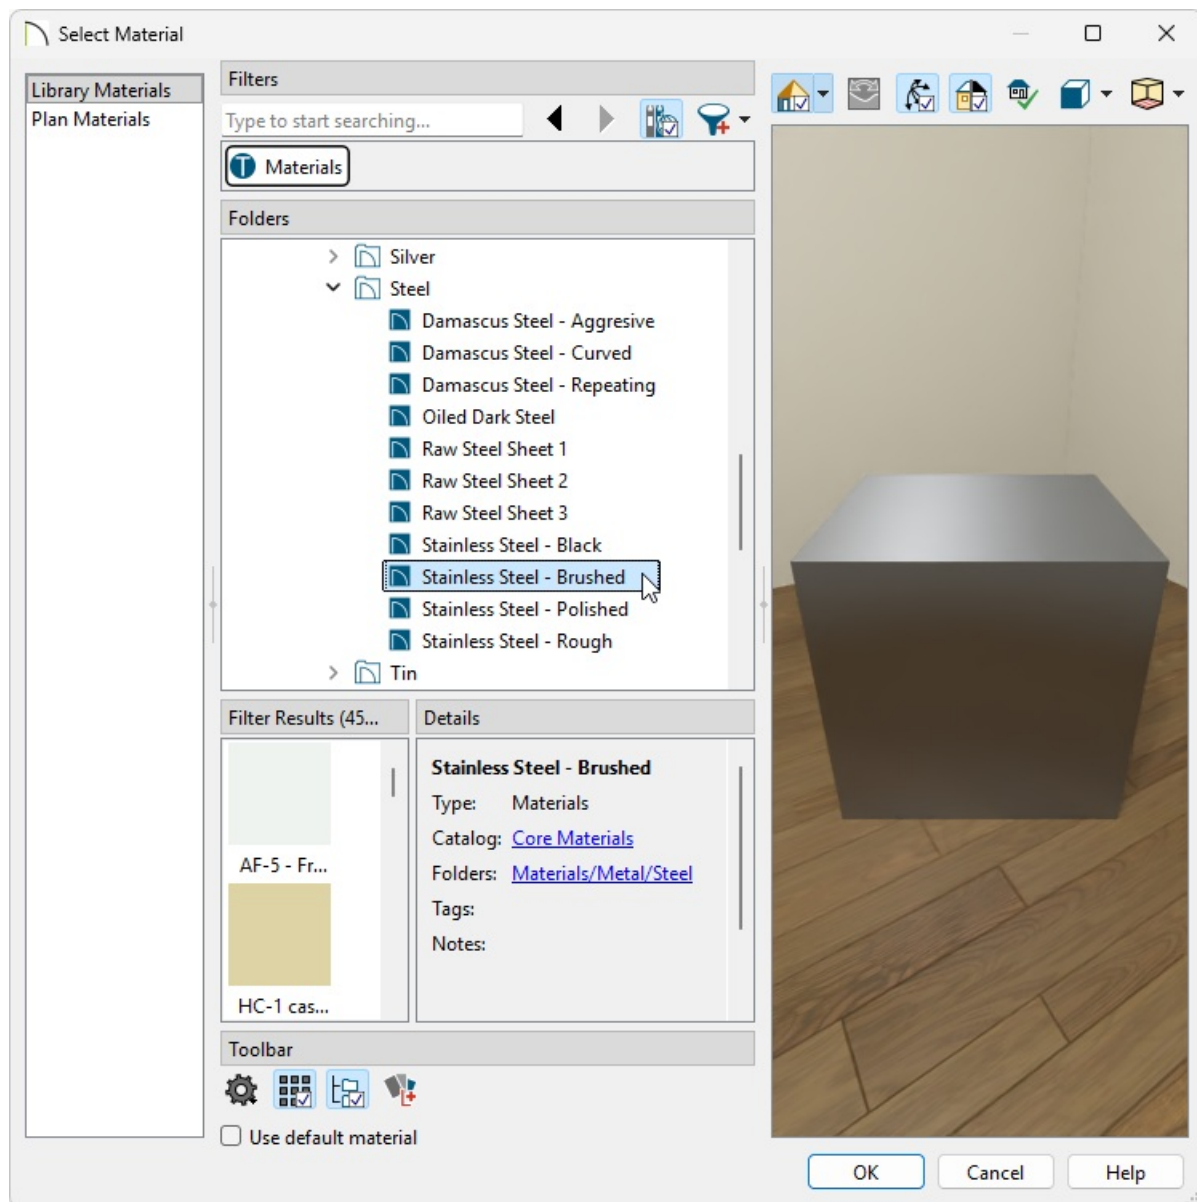 Select Material
Library Materials
Plan Materials
Filters
Type to start searching...
Materials
Folders
Silver
Steel
Damascus Steel - Aggresive
Damascus Steel - Curved
Damascus Steel - Repeating
Oiled Dark Steel
Raw Steel Sheet 1
Raw Steel Sheet 2
Raw Steel Sheet 3
Stainless Steel - Black
Stainless Steel - Brushed
Stainless Steel - Polished
Stainless Steel - Rough
Tin
Filter Results (45...
AF-5 - Fr...
HC-1 cas...
Details
Stainless Steel - Brushed
Type: Materials
Catalog: Core Materials
Folders: Materials/Metal/Steel
Tags:
Notes:
Toolbar
Use default material
OK Cancel Help